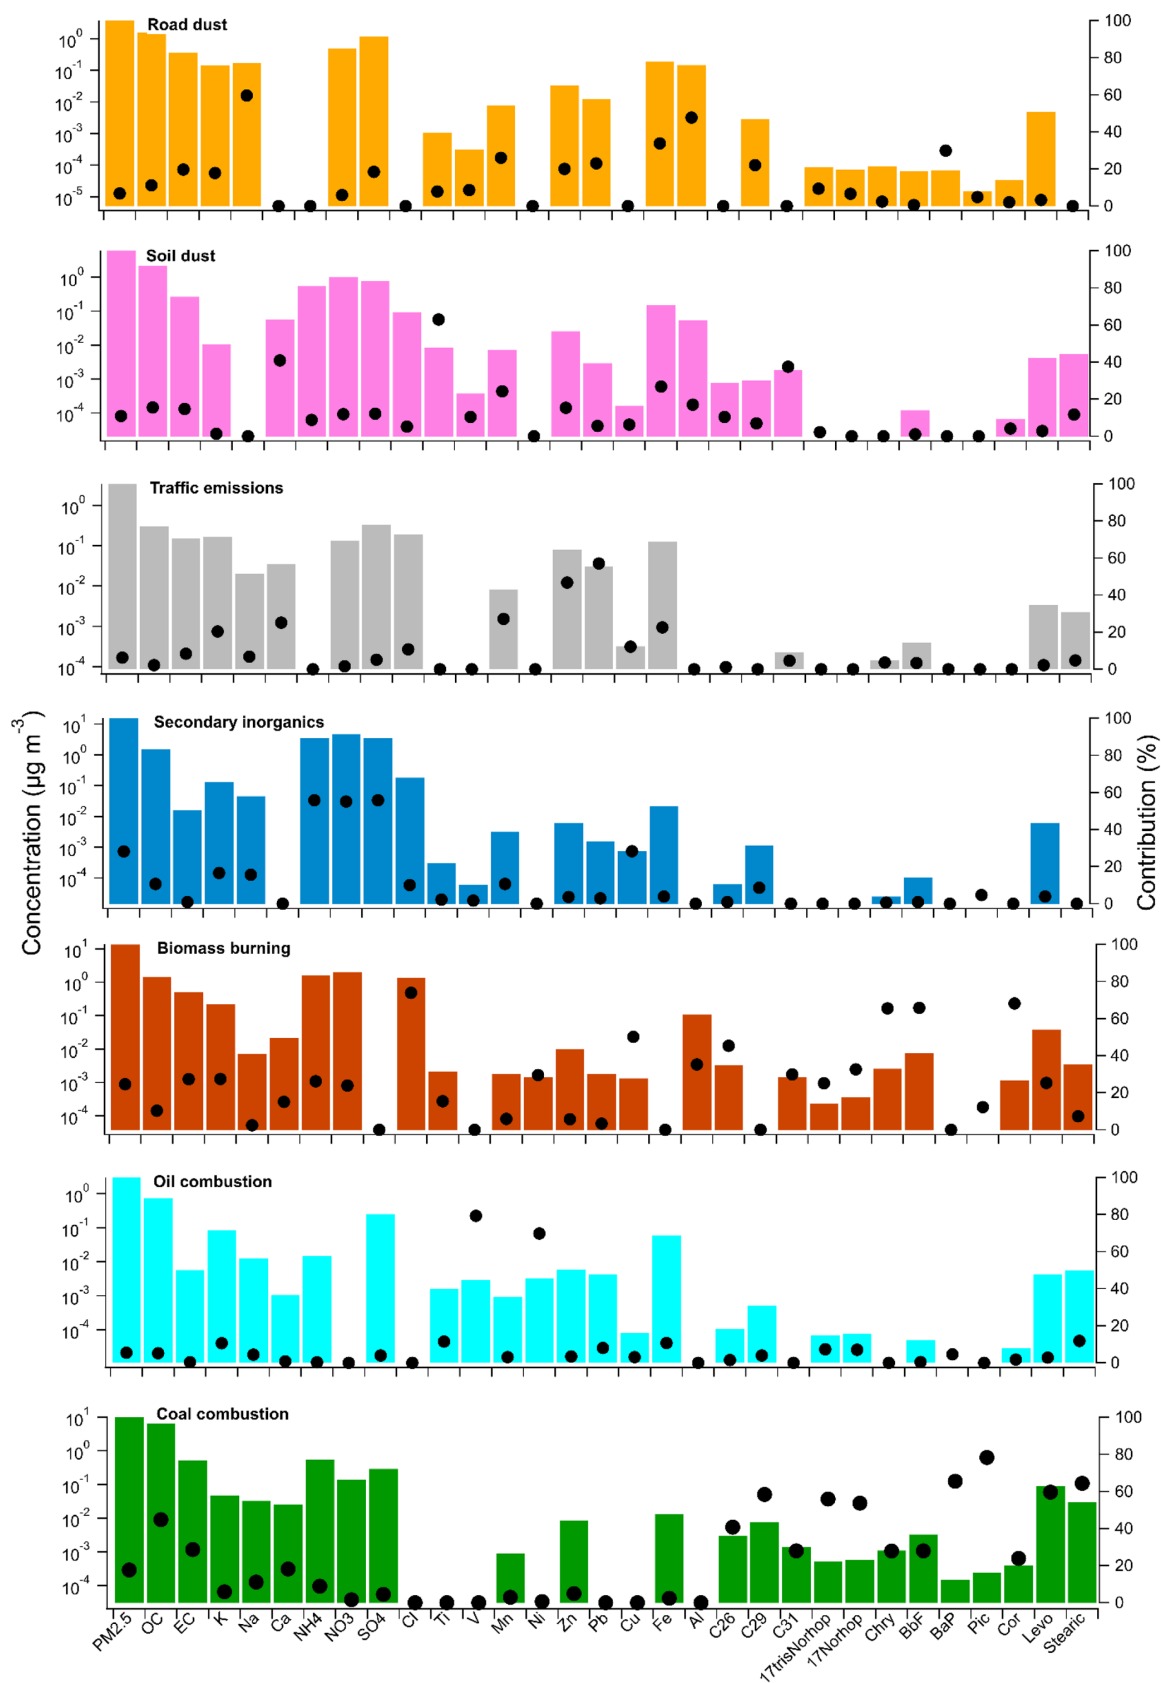 Road dust
10^0
10^-1
10^-2
10^-3
10^-4
10^-5
100
80
60
40
20
0
Soil dust
10^0
10^-1
10^-2
10^-3
10^-4
100
80
60
40
20
0
Traffic emissions
10^0
10^-1
10^-2
10^-3
10^-4
100
80
60
40
20
0
Concentration (µg m^-3)
Contribution (%)
Secondary inorganics
10^1
10^0
10^-1
10^-2
10^-3
10^-4
100
80
60
40
20
0
Biomass burning
10^1
10^0
10^-1
10^-2
10^-3
10^-4
100
80
60
40
20
0
Oil combustion
10^0
10^-1
10^-2
10^-3
10^-4
100
80
60
40
20
0
Coal combustion
10^1
10^0
10^-1
10^-2
10^-3
10^-4
100
80
60
40
20
0
PM2.5
OC
EC
K
Na
Ca
NH4
NO3
SO4
Cl
Ti
V
Mn
Ni
Zn
Pb
Cu
Fe
Al
C26
C29
C31
17trisNorhop
17Norhop
Chry
BbF
BaP
Pic
Cor
Levo
Stearic